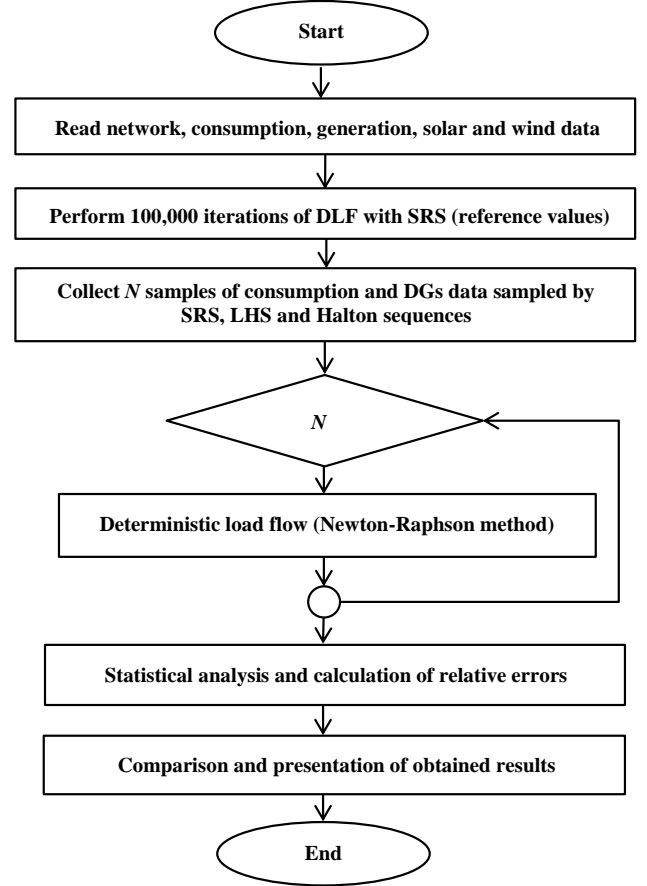 Start
Read network, consumption, generation, solar and wind data
Perform 100,000 iterations of DLF with SRS (reference values)
Collect N samples of consumption and DGs data sampled by
SRS, LHS and Halton sequences
N
Deterministic load flow (Newton-Raphson method)
Statistical analysis and calculation of relative errors
Comparison and presentation of obtained results
End